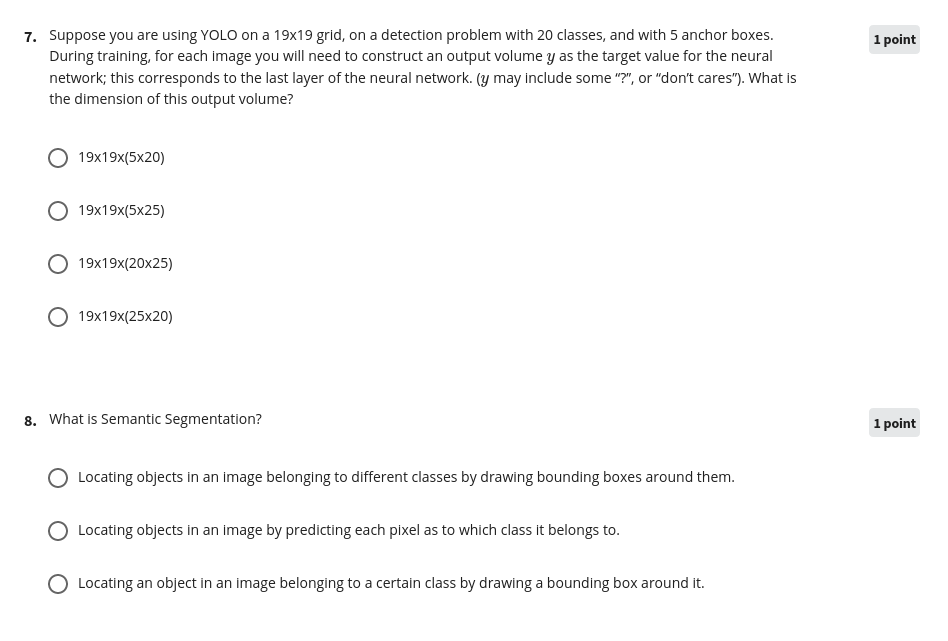 7. Suppose you are using YOLO on a 19x19 grid, on a detection problem with 20 classes, and with 5 anchor boxes. 1 point
During training, for each image you will need to construct an output volume y as the target value for the neural
network; this corresponds to the last layer of the neural network. (y may include some “?”, or “don’t cares”). What is
the dimension of this output volume?
19x19x(5x20)
19x19x(5x25)
19x19x(20x25)
19x19x(25x20)
8. What is Semantic Segmentation? 1 point
Locating objects in an image belonging to different classes by drawing bounding boxes around them.
Locating objects in an image by predicting each pixel as to which class it belongs to.
Locating an object in an image belonging to a certain class by drawing a bounding box around it.